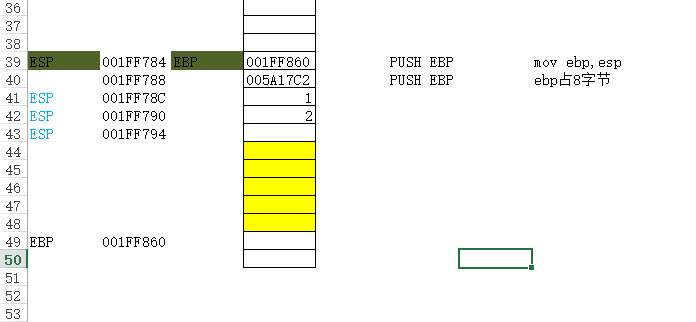 36
37
38
39 ESP 001FF784 EBP 001FF860 PUSH EBP mov ebp,esp
40 001FF788 005A17C2 PUSH EBP ebp占8字节
41 ESP 001FF78C 1
42 ESP 001FF790 2
43 ESP 001FF794
44
45
46
47
48
49 EBP 001FF860
50
51
52
53